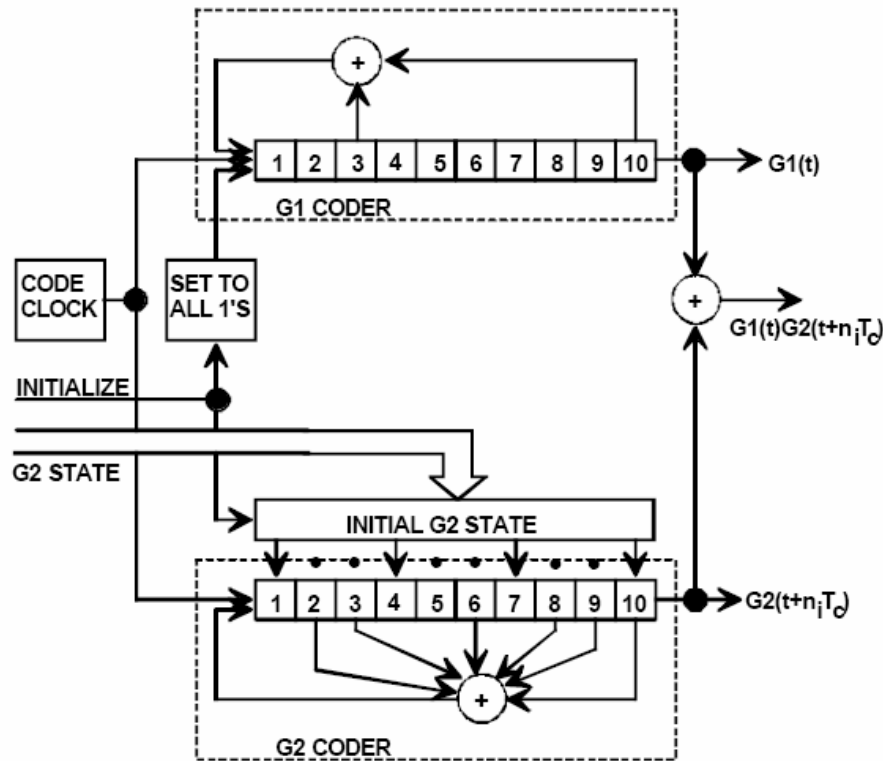 +
1 2 3 4 5 6 7 8 9 10
G1(t)
G1 CODER
CODE
CLOCK
SET TO
ALL 1'S
+
G1(t)G2(t+n_iT_c)
INITIALIZE
G2 STATE
INITIAL G2 STATE
1 2 3 4 5 6 7 8 9 10
G2(t+n_iT_c)
+
G2 CODER